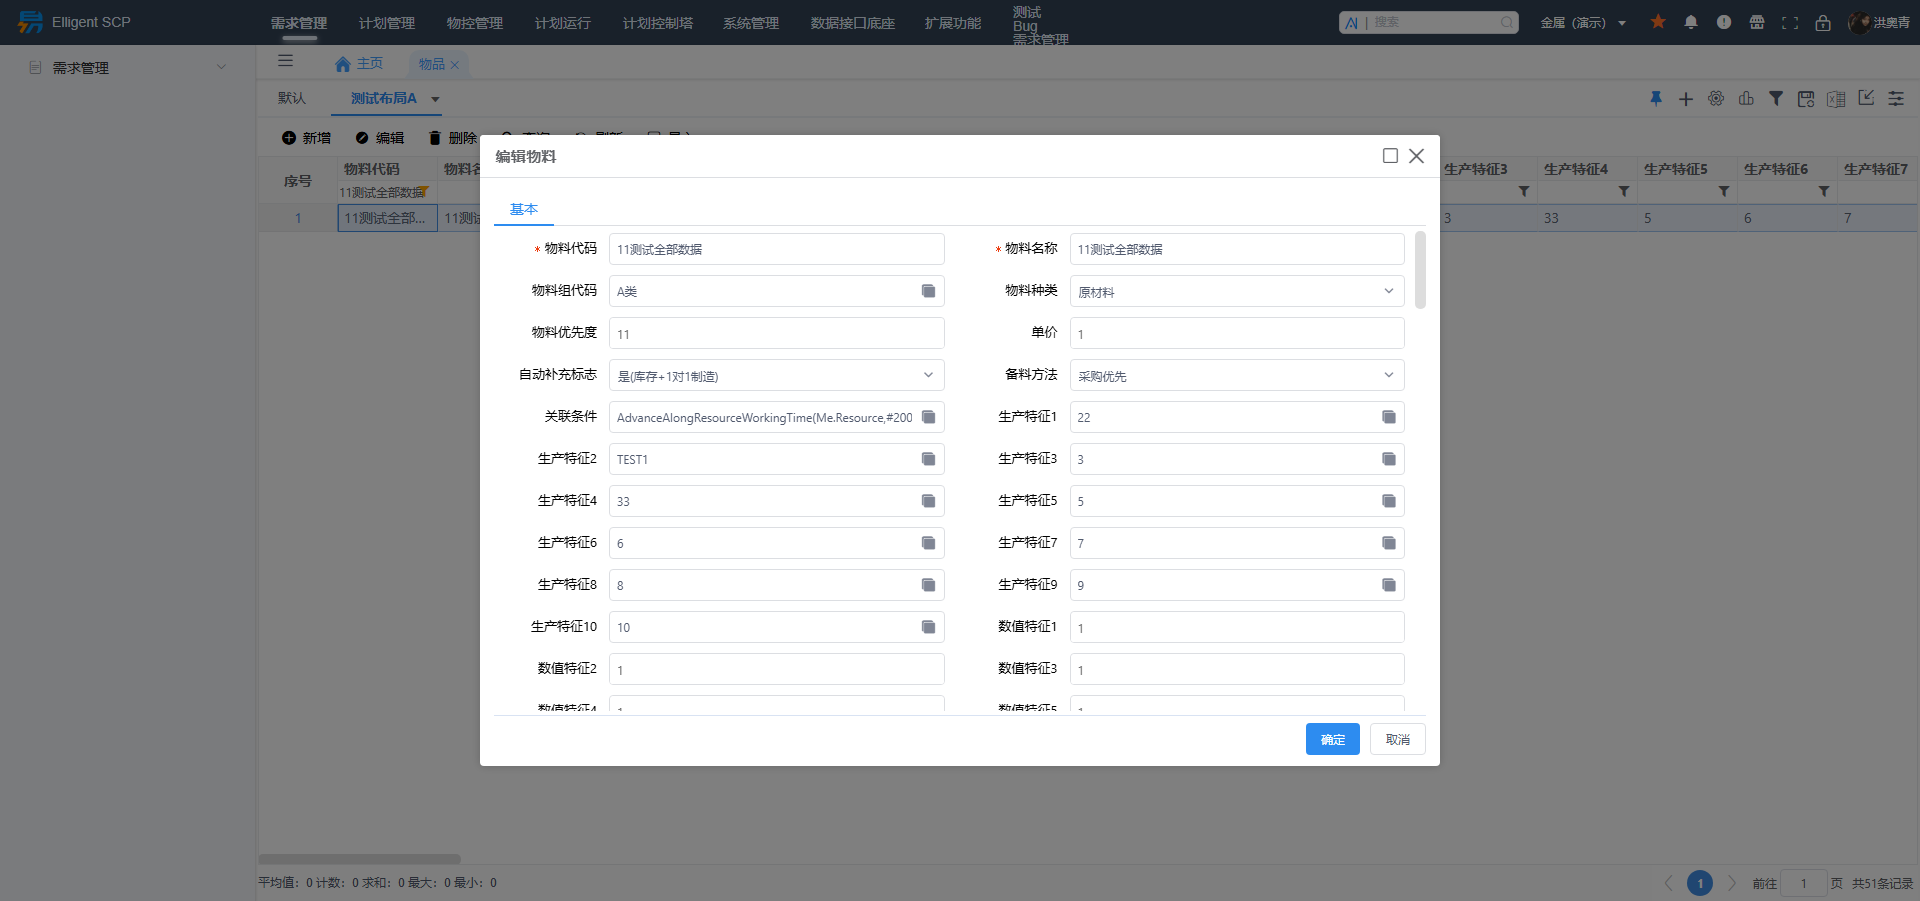 Elligent SCP
需求管理
计划管理
物控管理
计划运行
计划控制塔
系统管理
数据接口底座
扩展功能
测试
Bug
需求管理
AI | 搜索
金属（演示）
洪奥青
需求管理
主页
物品
默认
测试布局A
新增
编辑
删除
序号
物料代码
11测试全部数据
生产特征3
生产特征4
生产特征5
生产特征6
生产特征7
1
11测试全部...
3
33
5
6
7
编辑物料
基本
* 物料代码 11测试全部数据
* 物料名称 11测试全部数据
物料组代码 A类
物料种类 原材料
物料优先度 11
单价 1
自动补充标志 是(库存+1对1制造)
备料方法 采购优先
关联条件 AdvanceAlongResourceWorkingTime(Me.Resource,#200
生产特征1 22
生产特征2 TEST1
生产特征3 3
生产特征4 33
生产特征5 5
生产特征6 6
生产特征7 7
生产特征8 8
生产特征9 9
生产特征10 10
数值特征1 1
数值特征2 1
数值特征3 1
数值特征4
数值特征5
确定
取消
平均值：0 计数：0 求和：0 最大：0 最小：0
1
前往 1 页 共51条记录